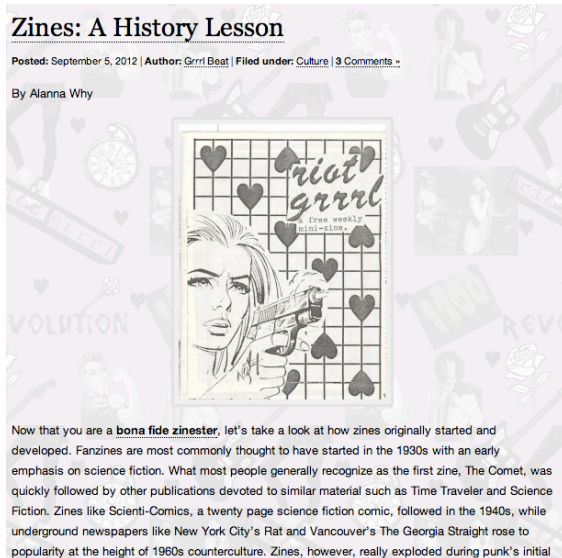 Zines: A History Lesson
Posted: September 5, 2012 | Author: Grrrl Beat | Filed under: Culture | 3 Comments »
By Alanna Why
riot
grrrl
a free weekly
mini-zine.
VOLUTION
REVO
Now that you are a bona fide zinester, let's take a look at how zines originally started and
developed. Fanzines are most commonly thought to have started in the 1930s with an early
emphasis on science fiction. What most people generally recognize as the first zine, The Comet, was
quickly followed by other publications devoted to similar material such as Time Traveler and Science
Fiction. Zines like Scienti-Comics, a twenty page science fiction comic, followed in the 1940s, while
underground newspapers like New York City's Rat and Vancouver's The Georgia Straight rose to
popularity at the height of 1960s counterculture. Zines, however, really exploded during punk's initial